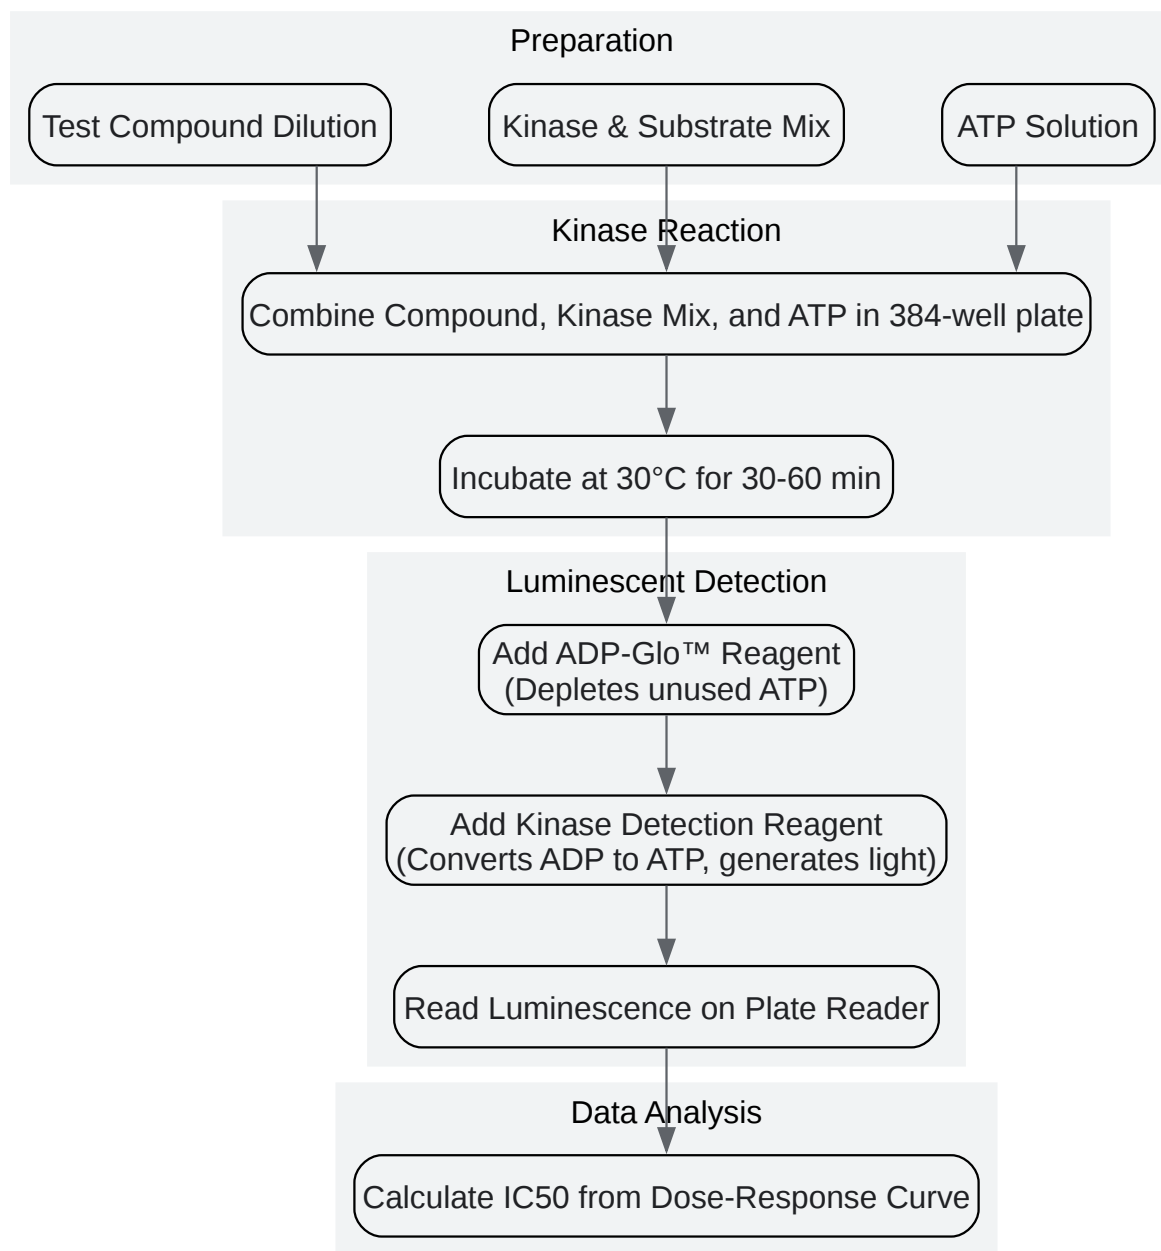 Preparation
Test Compound Dilution
Kinase & Substrate Mix
ATP Solution
Kinase Reaction
Combine Compound, Kinase Mix, and ATP in 384-well plate
Incubate at 30°C for 30-60 min
Luminescent Detection
Add ADP-Glo™ Reagent
(Depletes unused ATP)
Add Kinase Detection Reagent
(Converts ADP to ATP, generates light)
Read Luminescence on Plate Reader
Data Analysis
Calculate IC50 from Dose-Response Curve